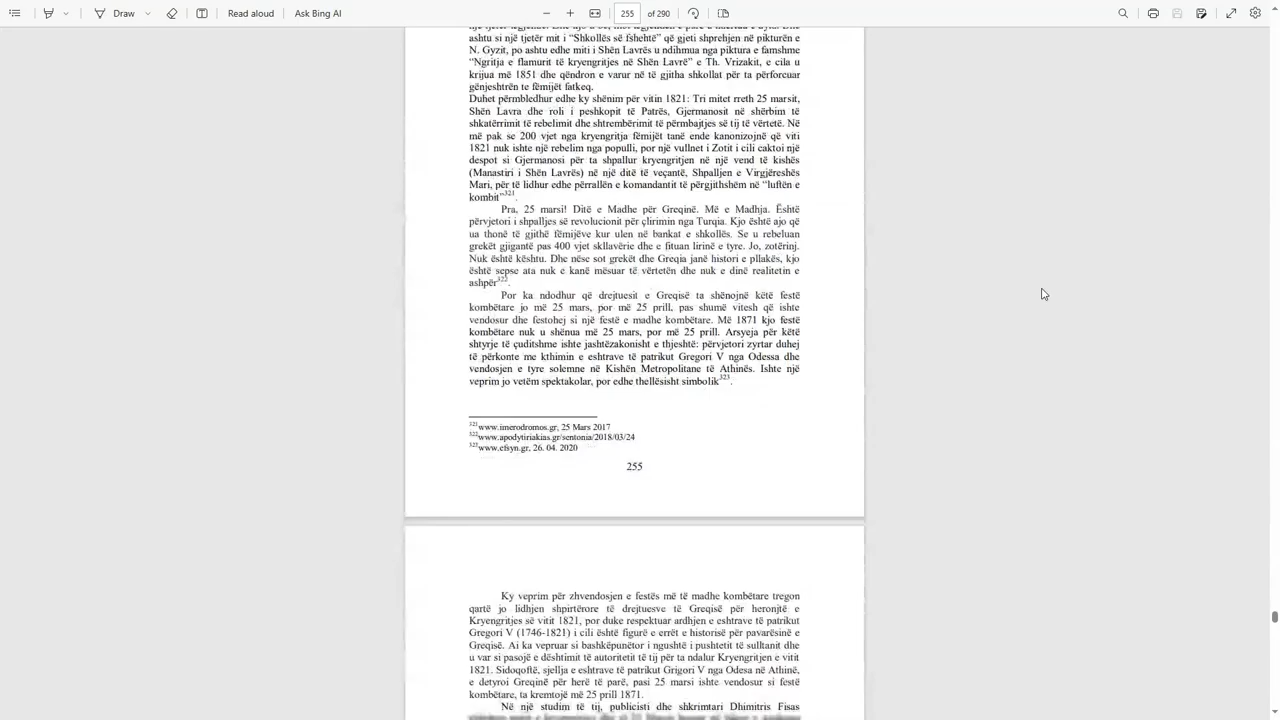 Draw
Read aloud
Ask Bing AI
255
of 290
një tjetër legjendë. Dhe ajo u bë, mbi legjendën e parë u ndërtua e dyta. Dhe
ashtu si një tjetër mit i “Shkollës së fshehtë” që gjeti shprehjen në pikturën e
N. Gyzit, po ashtu edhe miti i Shën Lavrës u ndihmua nga piktura e famshme
“Ngritja e flamurit të kryengritjes në Shën Lavrë” e Th. Vrizakit, e cila u
krijua më 1851 dhe qëndron e varur në të gjitha shkollat për ta përforcuar
gënjeshtrën te fëmijët fatkeq.
Duhet përmbledhur edhe ky shënim për vitin 1821: Tri mitet rreth 25 marsit,
Shën Lavra dhe roli i peshkopit të Patrës, Gjermanosit në shërbim të
shkatërrimit të rebelimit dhe shtrembërimit të përmbajtjes së tij të vërtetë. Në
më pak se 200 vjet nga kryengritja fëmijët tanë ende kanonizojnë që viti
1821 nuk ishte një rebelim nga populli, por një vullnet i Zotit i cili caktoi një
despot si Gjermanosi për ta shpallur kryengritjen në një vend të kishës
(Manastiri i Shën Lavrës) në një ditë të veçantë, Shpalljen e Virgjëreshës
Mari, për të lidhur edhe përrallën e komandantit të përgjithshëm në “luftën e
kombit”321.
Pra, 25 marsi! Ditë e Madhe për Greqinë. Më e Madhja. Është
përvjetori i shpalljes së revolucionit për çlirimin nga Turqia. Kjo është ajo që
ua thonë të gjithë fëmijëve kur ulen në bankat e shkollës. Se u rebeluan
grekët gjigantë pas 400 vjet skllavërie dhe e fituan lirinë e tyre. Jo, zotërinj.
Nuk është kështu. Dhe nëse sot grekët dhe Greqia janë histori e pllakës, kjo
është sepse ata nuk e kanë mësuar të vërtetën dhe nuk e dinë realitetin e
ashpër322.
Por ka ndodhur që drejtuesit e Greqisë ta shënojnë këtë festë
kombëtare jo më 25 mars, por më 25 prill, pas shumë vitesh që ishte
vendosur dhe festohej si një festë e madhe kombëtare. Më 1871 kjo festë
kombëtare nuk u shënua më 25 mars, por më 25 prill. Arsyeja për këtë
shtyrje të çuditshme ishte jashtëzakonisht e thjeshtë: përvjetori zyrtar duhej
të përkonte me kthimin e eshtrave të patrikut Gregori V nga Odessa dhe
vendosjen e tyre solemne në Kishën Metropolitane të Athinës. Ishte një
veprim jo vetëm spektakolar, por edhe thellësisht simbolik323.
321www.imerodromos.gr, 25 Mars 2017
322www.apodytiriakias.gr/sentonia/2018/03/24
323www.efsyn.gr, 26. 04. 2020
255
Ky veprim për zhvendosjen e festës më të madhe kombëtare tregon
qartë jo lidhjen shpirtërore të drejtuesve të Greqisë për heronjtë e
Kryengritjes së vitit 1821, por duke respektuar ardhjen e eshtrave të patrikut
Gregori V (1746-1821) i cili është figurë e errët e historisë për pavarësinë e
Greqisë. Ai ka vepruar si bashkëpunëtor i ngushtë i pushtetit të sulltanit dhe
u var si pasojë e dështimit të autoritetit të tij për ta ndalur Kryengritjen e vitit
1821. Sidoqoftë, sjellja e eshtrave të patrikut Grigori V nga Odesa në Athinë,
e detyroi Greqinë për herë të parë, pasi 25 marsi ishte vendosur si festë
kombëtare, ta kremtojë më 25 prill 1871.
Në një studim të tij, publicisti dhe shkrimtari Dhimitris Fisas